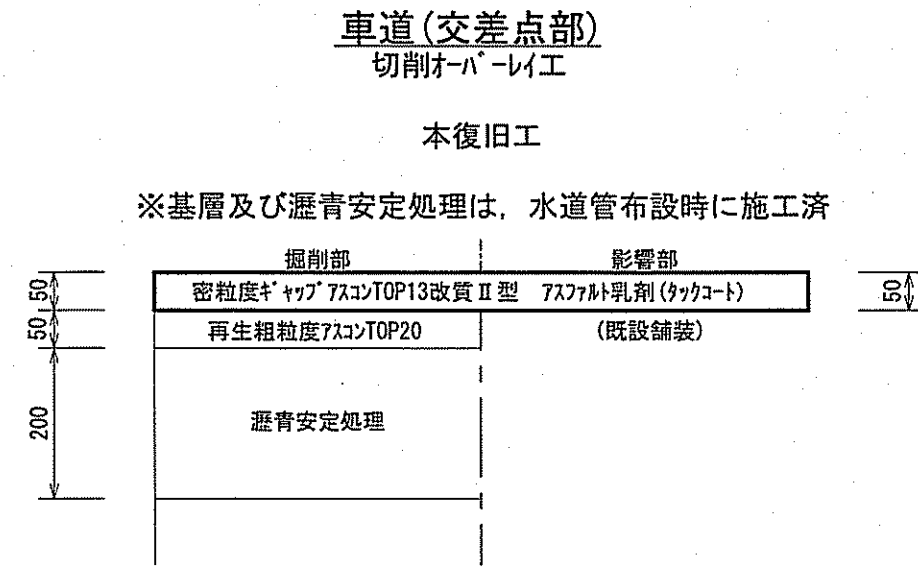 車道(交差点部)
切削ｵｰﾊﾞｰﾚｲ工
本復旧工
※基層及び瀝青安定処理は，水道管布設時に施工済
掘削部 影響部
50 密粒度ｷﾞｬｯﾌﾟｱｽｺﾝTOP13改質Ⅱ型 ｱｽﾌｧﾙﾄ乳剤(ﾀｯｸｺｰﾄ) 50
50 再生粗粒度ｱｽｺﾝTOP20 (既設舗装)
200 瀝青安定処理